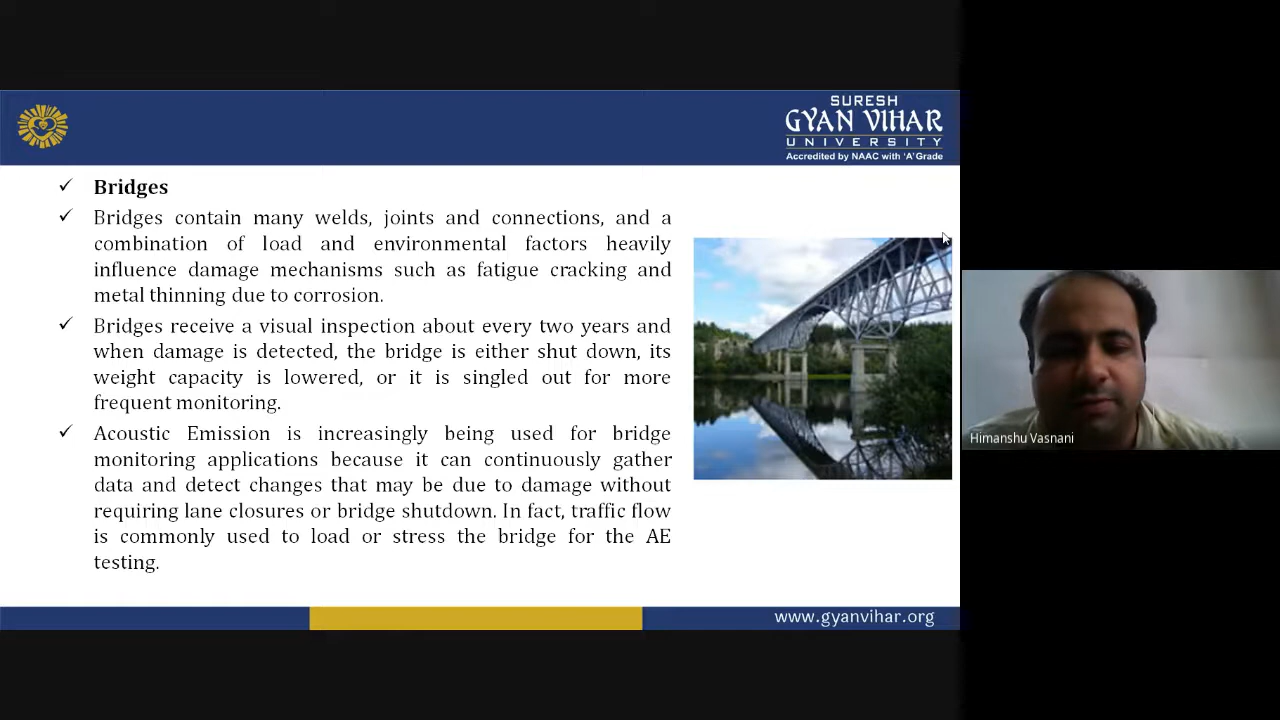 SURESH
GYAN VIHAR
UNIVERSITY
Accredited by NAAC with 'A' Grade
✓ Bridges
✓ Bridges contain many welds, joints and connections, and a
combination of load and environmental factors heavily
influence damage mechanisms such as fatigue cracking and
metal thinning due to corrosion.
✓ Bridges receive a visual inspection about every two years and
when damage is detected, the bridge is either shut down, its
weight capacity is lowered, or it is singled out for more
frequent monitoring.
✓ Acoustic Emission is increasingly being used for bridge
monitoring applications because it can continuously gather
data and detect changes that may be due to damage without
requiring lane closures or bridge shutdown. In fact, traffic flow
is commonly used to load or stress the bridge for the AE
testing.
Himanshu Vasnani
www.gyanvihar.org